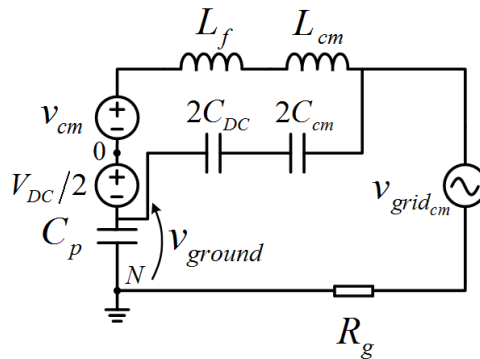 L_f L_cm
v_cm
2C_DC 2C_cm
0
V_DC/2
v_grid_cm
C_p
v_ground
N
R_g